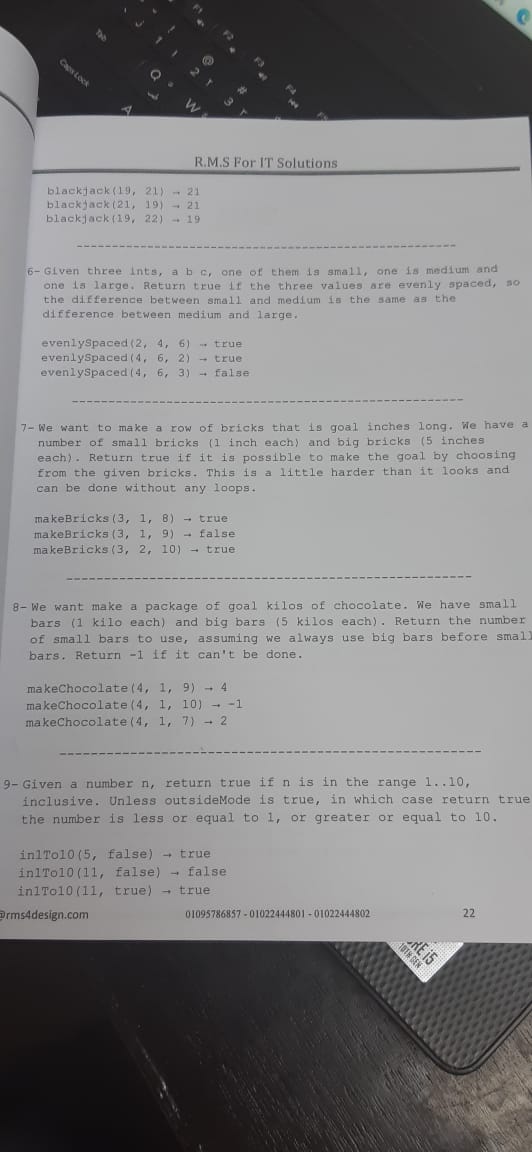 Tab
Caps Lock
Q
W
A
@
2
#
3
F1
F2
F3
F4
R.M.S For IT Solutions
blackjack(19, 21) → 21
blackjack(21, 19) → 21
blackjack(19, 22) → 19
6- Given three ints, a b c, one of them is small, one is medium and
one is large. Return true if the three values are evenly spaced, so
the difference between small and medium is the same as the
difference between medium and large.
evenlySpaced(2, 4, 6) → true
evenlySpaced(4, 6, 2) → true
evenlySpaced(4, 6, 3) → false
7- We want to make a row of bricks that is goal inches long. We have a
number of small bricks (1 inch each) and big bricks (5 inches
each). Return true if it is possible to make the goal by choosing
from the given bricks. This is a little harder than it looks and
can be done without any loops.
makeBricks(3, 1, 8) → true
makeBricks(3, 1, 9) → false
makeBricks(3, 2, 10) → true
8- We want make a package of goal kilos of chocolate. We have small
bars (1 kilo each) and big bars (5 kilos each). Return the number
of small bars to use, assuming we always use big bars before small
bars. Return -1 if it can't be done.
makeChocolate(4, 1, 9) → 4
makeChocolate(4, 1, 10) → -1
makeChocolate(4, 1, 7) → 2
9- Given a number n, return true if n is in the range 1..10,
inclusive. Unless outsideMode is true, in which case return true
the number is less or equal to 1, or greater or equal to 10.
in1To10(5, false) → true
in1To10(11, false) → false
in1To10(11, true) → true
@rms4design.com 01095786857 - 01022444801 - 01022444802 22
i5
10TH GEN